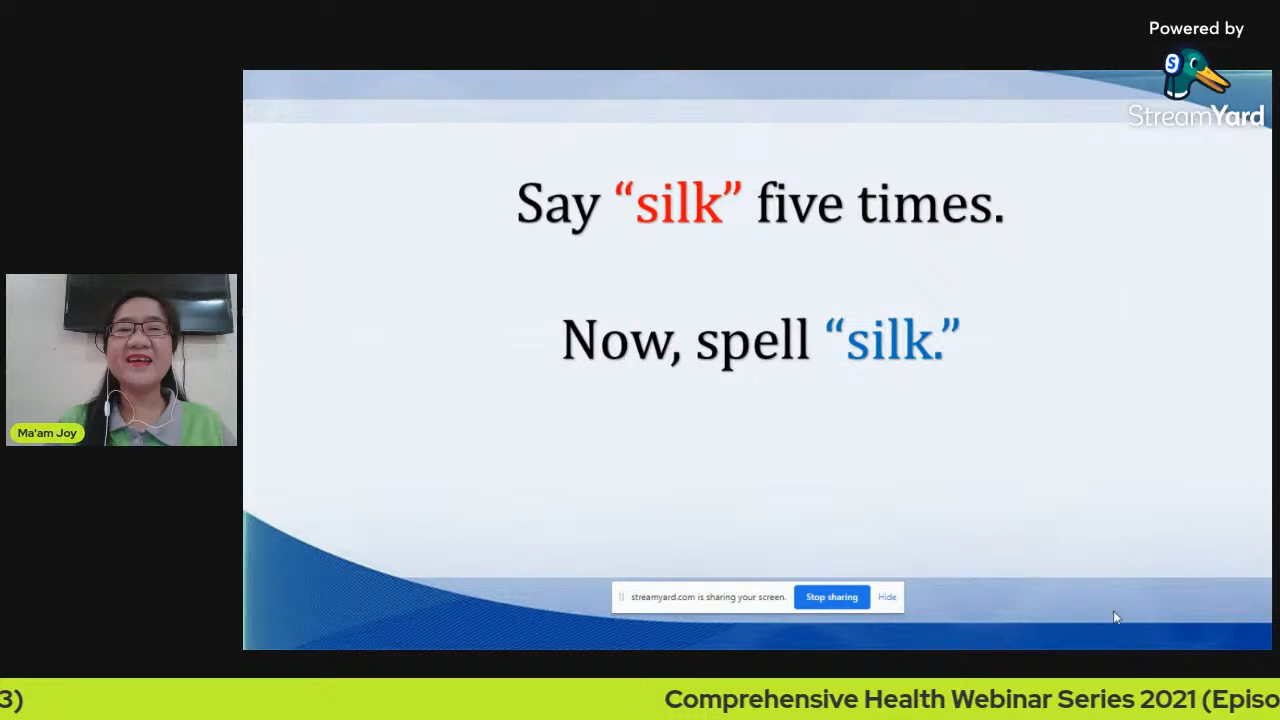 Powered by
StreamYard
Say “silk” five times.
Now, spell “silk.”
Ma'am Joy
streamyard.com is sharing your screen. Stop sharing Hide
3) Comprehensive Health Webinar Series 2021 (Episo